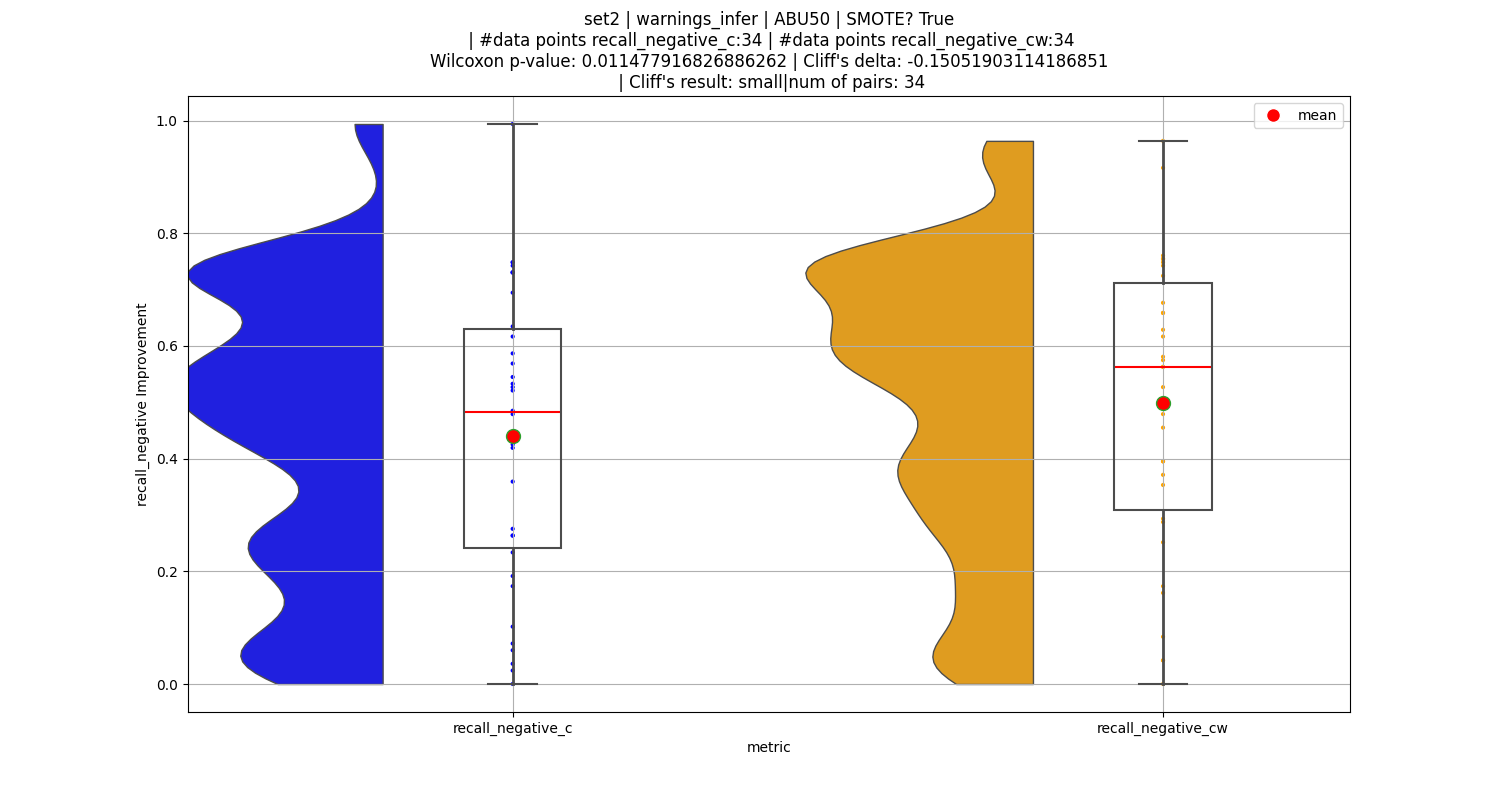 set2 | warnings_infer | ABU50 | SMOTE? True
| #data points recall_negative_c:34 | #data points recall_negative_cw:34
Wilcoxon p-value: 0.011477916826886262 | Cliff's delta: -0.15051903114186851
| Cliff's result: small|num of pairs: 34
mean
1.0
0.8
0.6
0.4
0.2
0.0
recall_negative Improvement
recall_negative_c
recall_negative_cw
metric